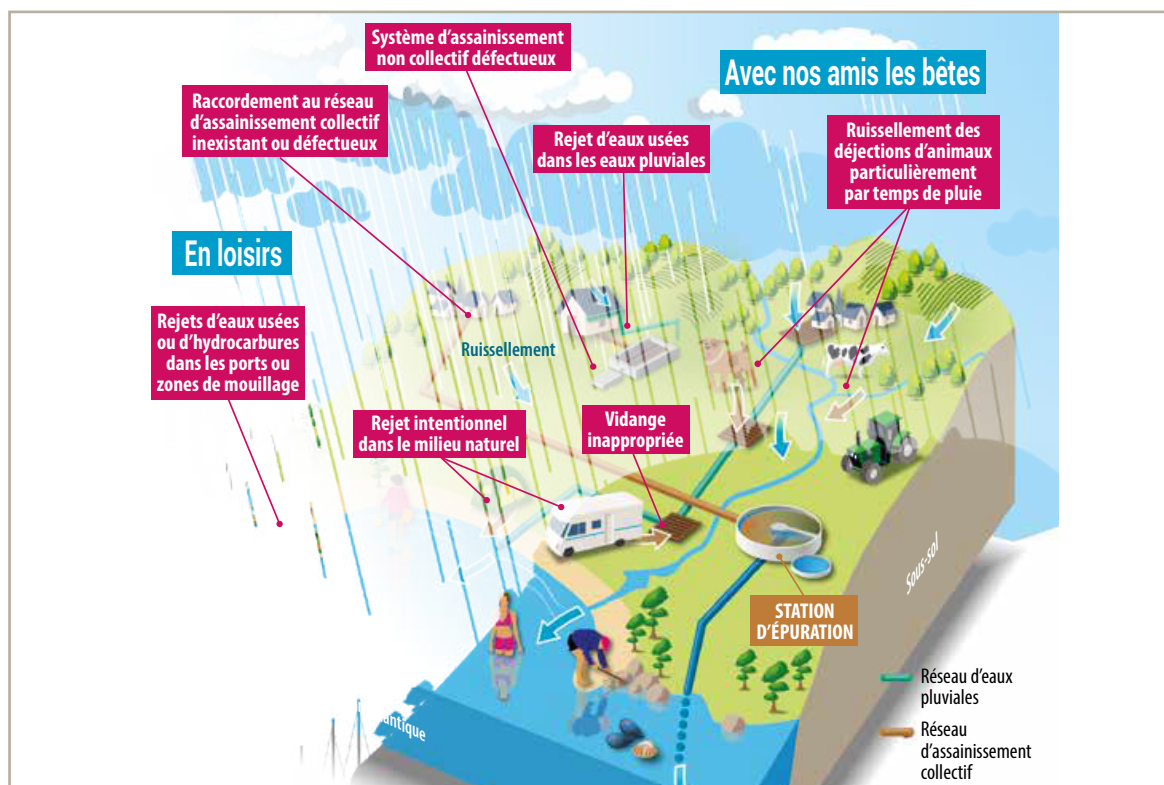 Système d'assainissement
non collectif défectueux
Avec nos amis les bêtes
Raccordement au réseau
d'assainissement collectif
inexistant ou défectueux
Rejet d'eaux usées
dans les eaux pluviales
Ruissellement des
déjections d'animaux
particulièrement
par temps de pluie
En loisirs
Rejets d'eaux usées
ou d'hydrocarbures
dans les ports ou
zones de mouillage
Ruissellement
Rejet intentionnel
dans le milieu naturel
Vidange
inappropriée
Sous-sol
STATION
D'ÉPURATION
Réseau d'eaux
pluviales
Réseau
d'assainissement
collectif
antique